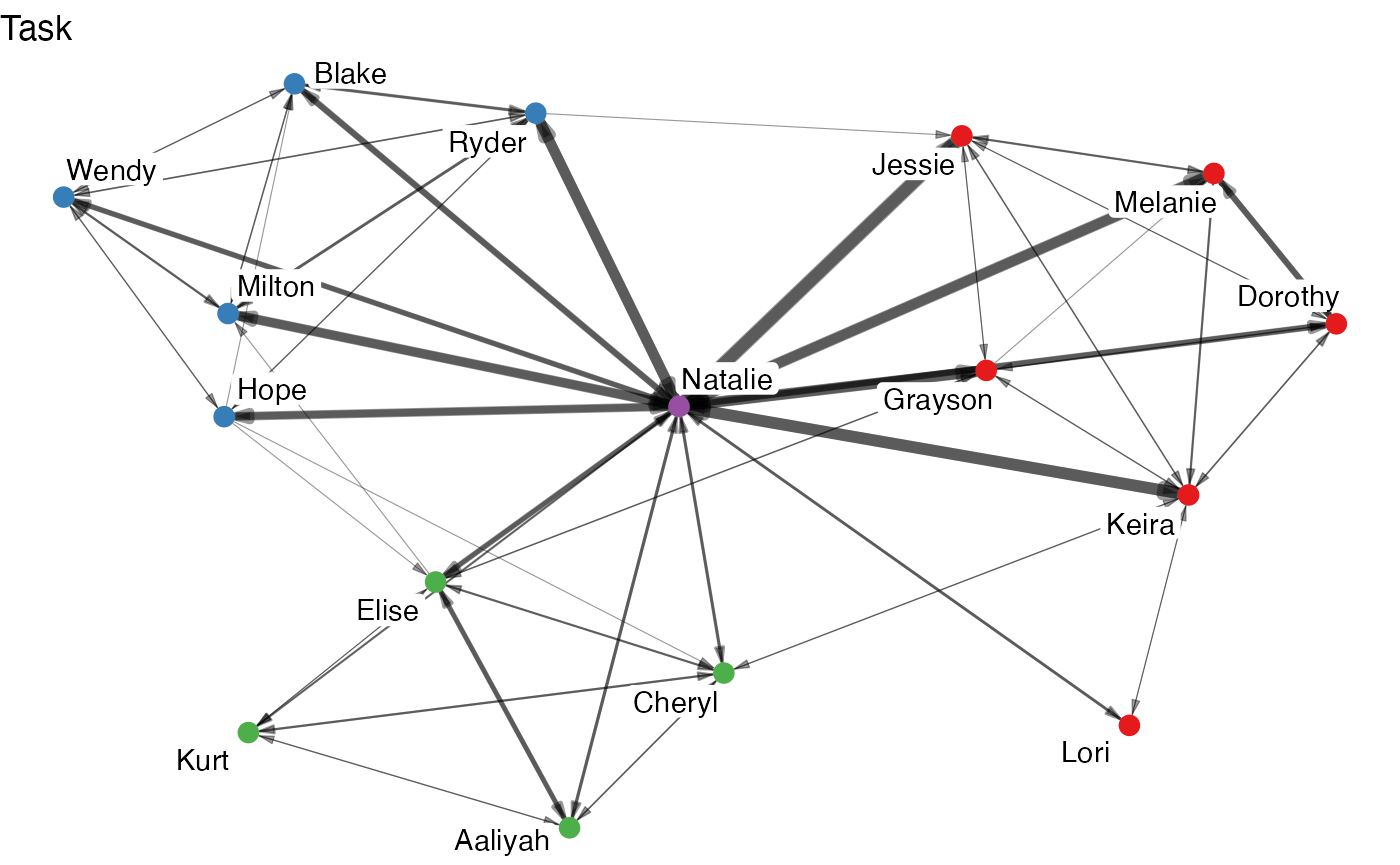 Task
Blake
Ryder
Jessie
Wendy
Melanie
Milton
Dorothy
Natalie
Hope
Grayson
Keira
Elise
Cheryl
Lori
Kurt
Aaliyah